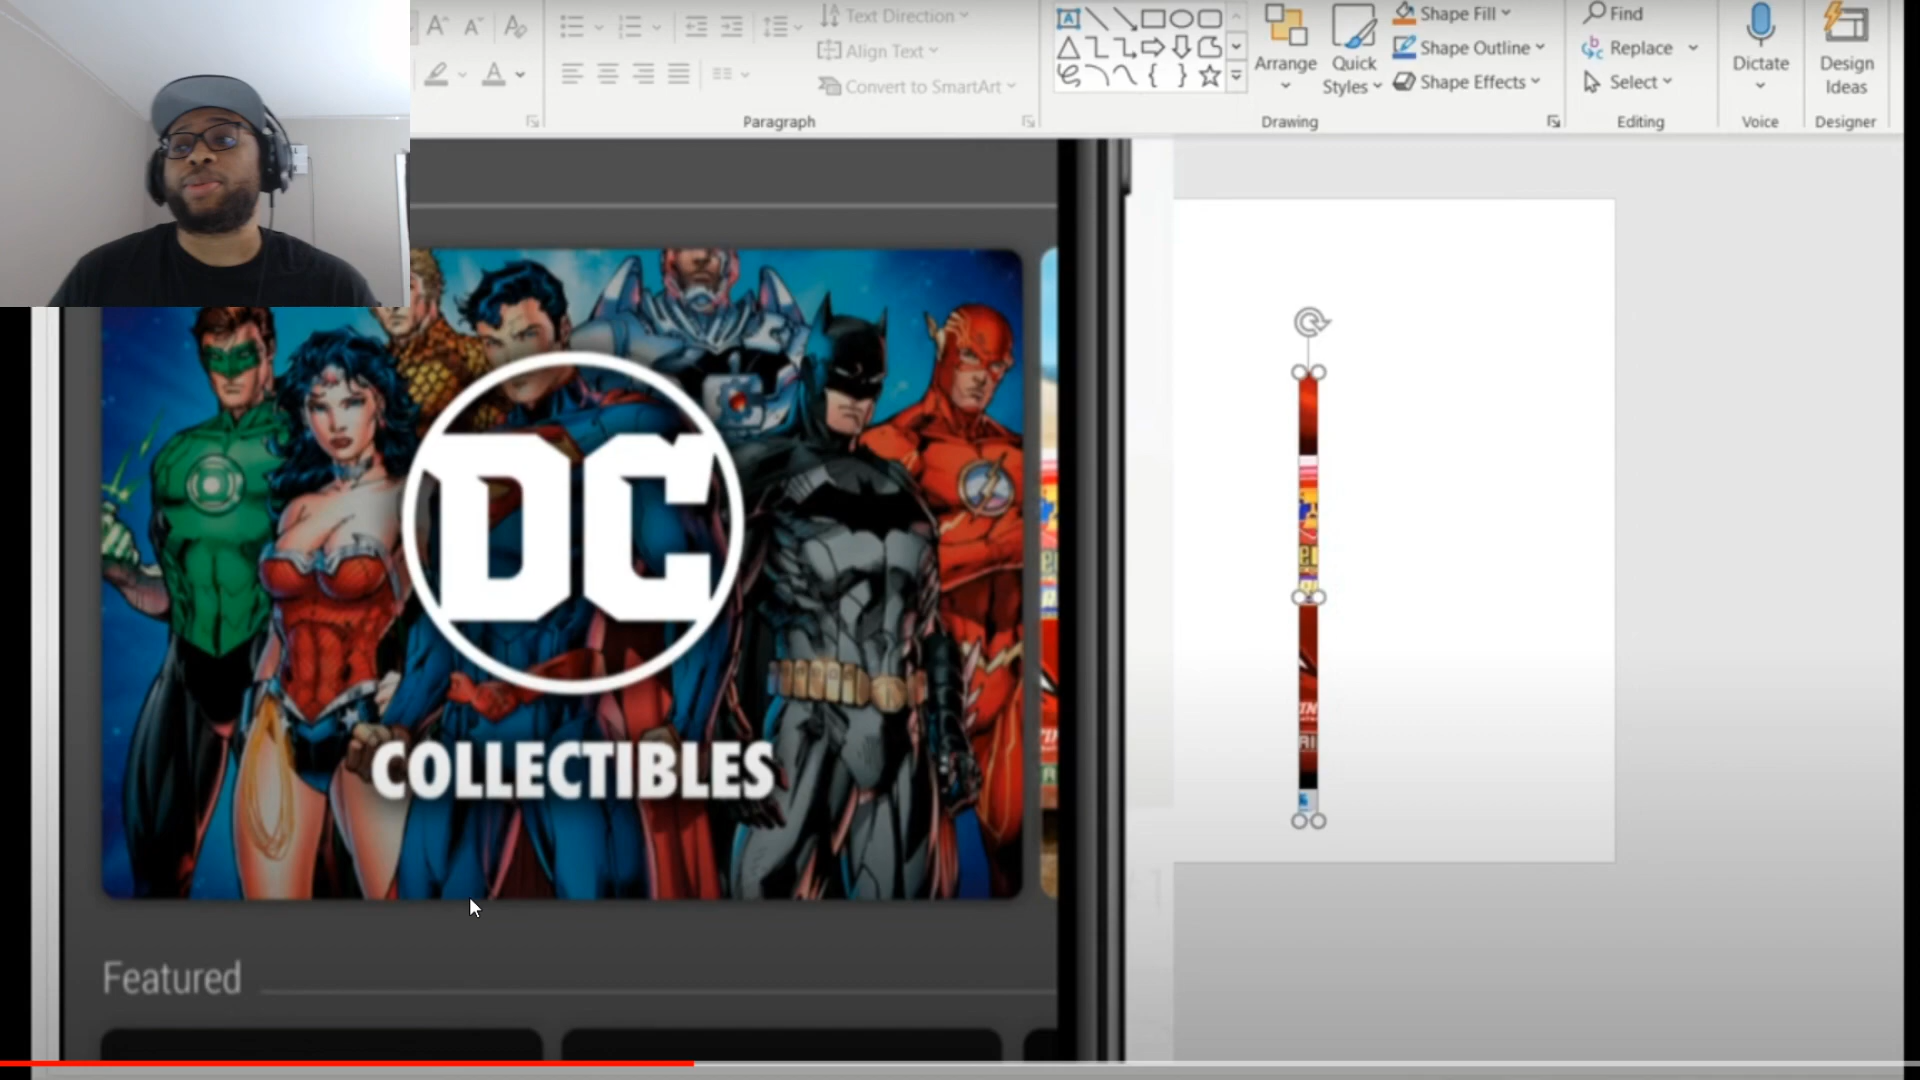 Text Direction
Align Text
Convert to SmartArt
Paragraph
Arrange
Quick
Styles
Shape Fill
Shape Outline
Shape Effects
Drawing
Find
Replace
Select
Editing
Dictate
Voice
Design
Ideas
Designer
DC
COLLECTIBLES
Featured